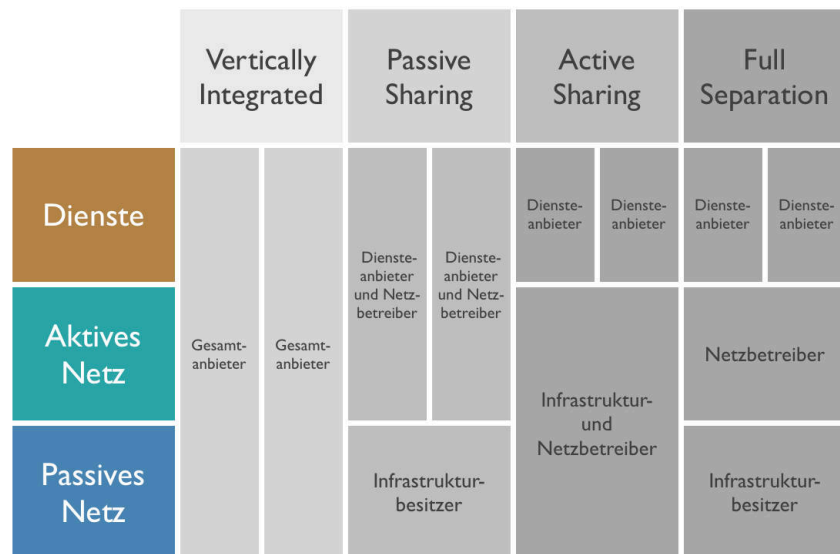 Vertically
Integrated
Passive
Sharing
Active
Sharing
Full
Separation
Dienste
Dienste-
anbieter
und Netz-
betreiber
Dienste-
anbieter
und Netz-
betreiber
Dienste-
anbieter
Dienste-
anbieter
Dienste-
anbieter
Dienste-
anbieter
Aktives
Netz
Gesamt-
anbieter
Gesamt-
anbieter
Infrastruktur-
und
Netzbetreiber
Netzbetreiber
Passives
Netz
Infrastruktur-
besitzer
Infrastruktur-
besitzer